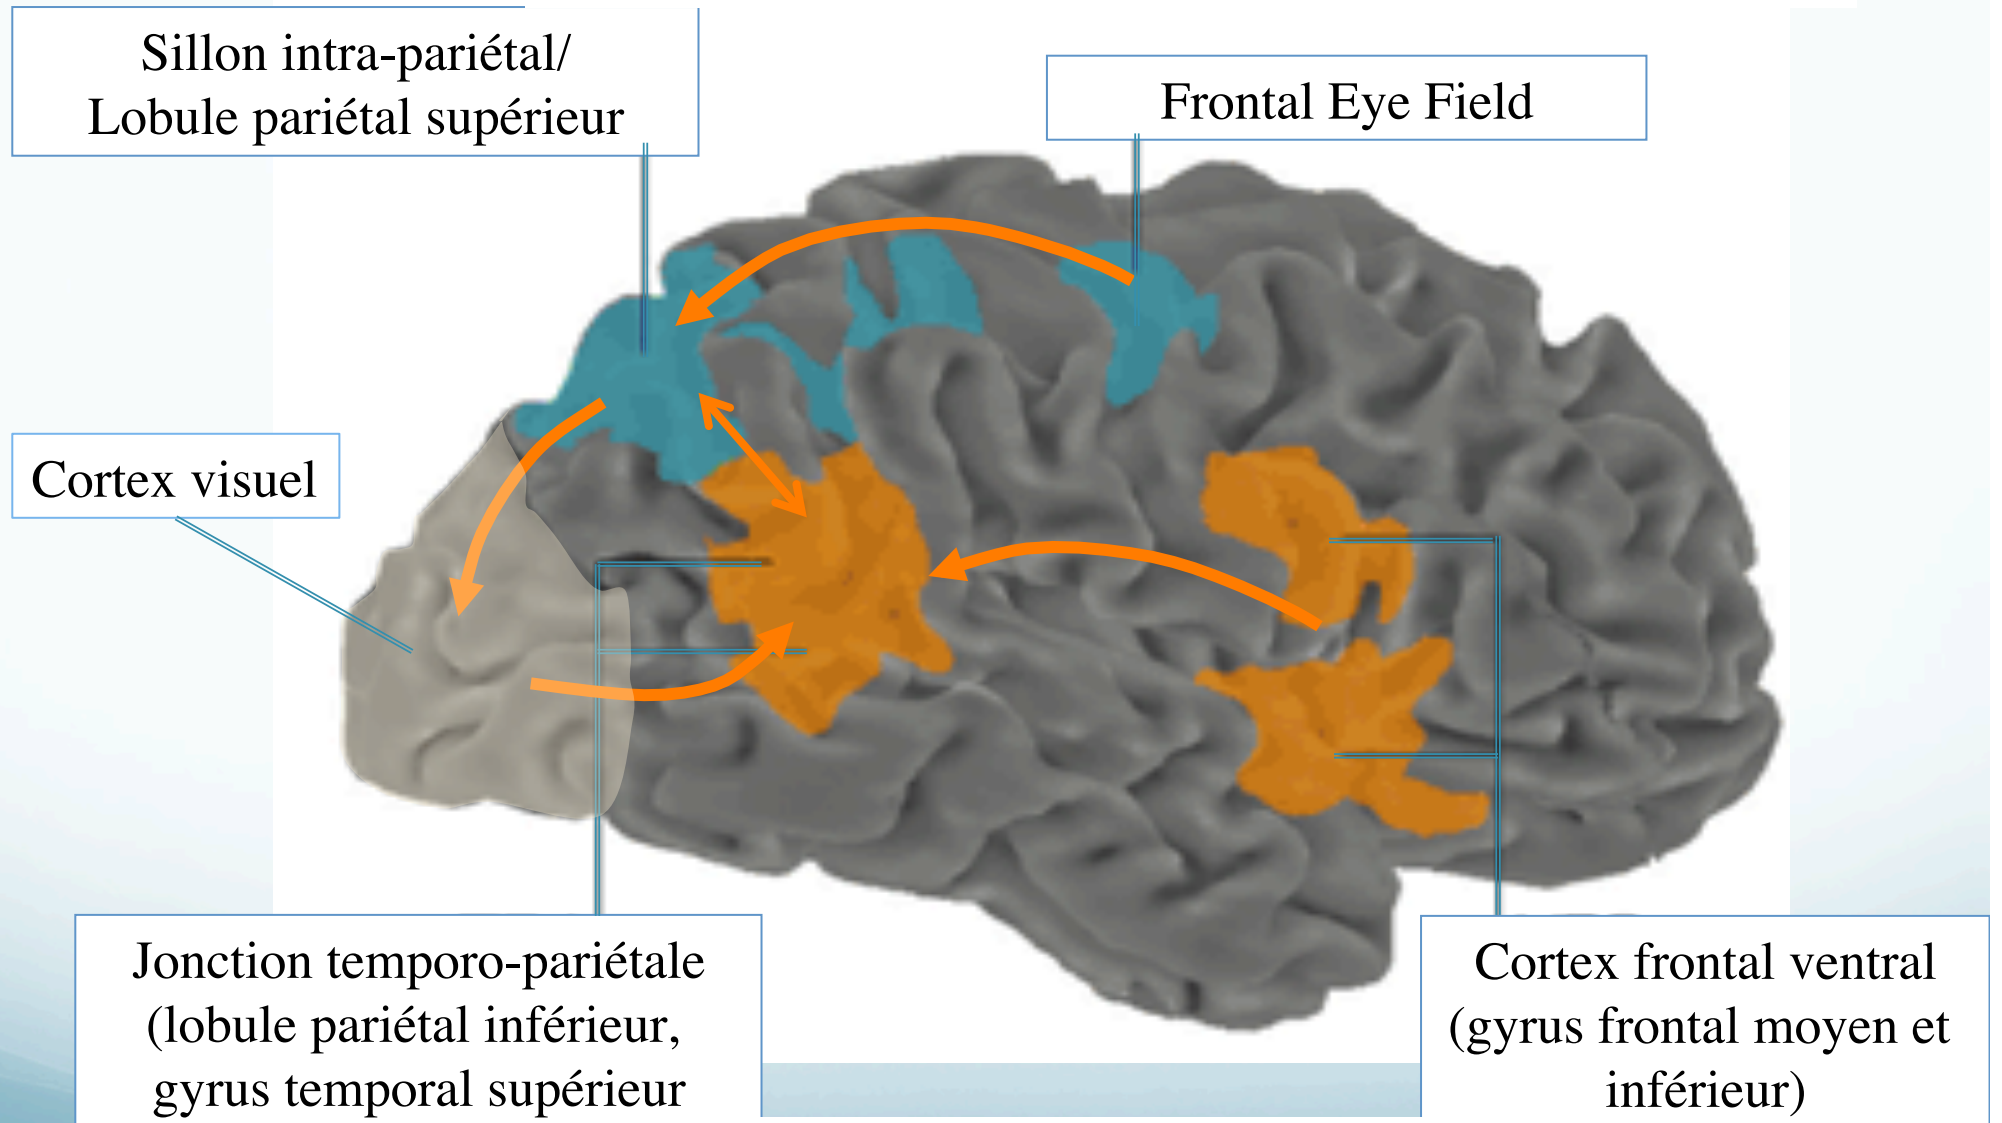 Sillon intra-pariétal/
Lobule pariétal supérieur
Frontal Eye Field
Cortex visuel
Jonction temporo-pariétale
(lobule pariétal inférieur,
gyrus temporal supérieur
Cortex frontal ventral
(gyrus frontal moyen et
inférieur)